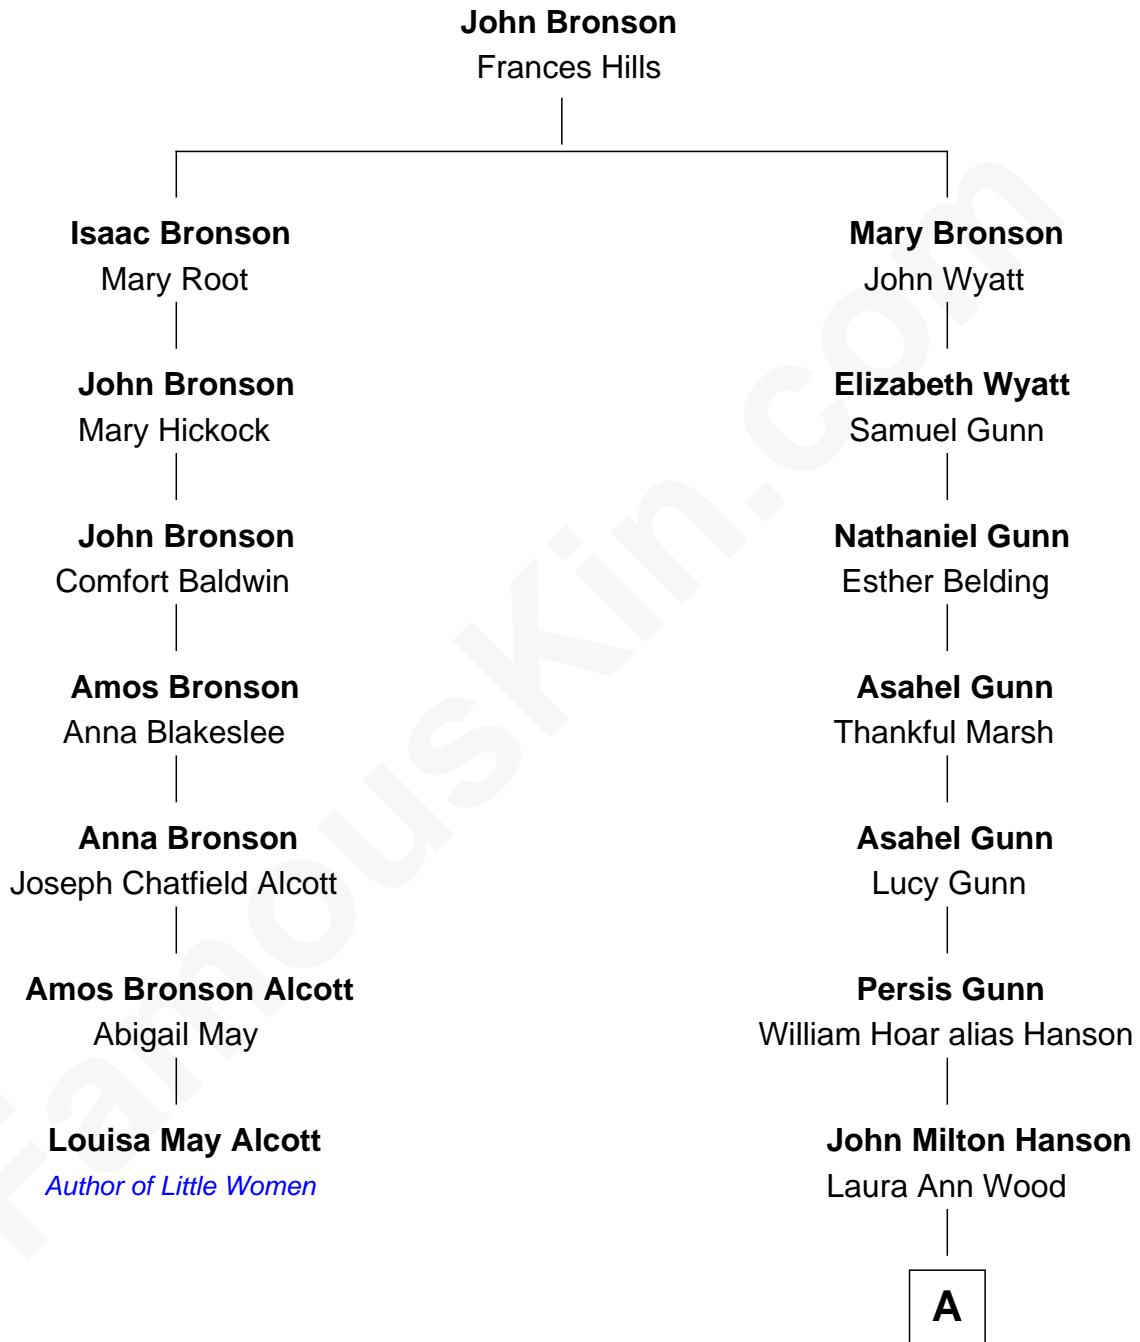 John Bronson
Frances Hills
Isaac Bronson
Mary Root
Mary Bronson
John Wyatt
John Bronson
Mary Hickock
Elizabeth Wyatt
Samuel Gunn
John Bronson
Comfort Baldwin
Nathaniel Gunn
Esther Belding
Amos Bronson
Anna Blakeslee
Asahel Gunn
Thankful Marsh
Anna Bronson
Joseph Chatfield Alcott
Asahel Gunn
Lucy Gunn
Amos Bronson Alcott
Abigail May
Persis Gunn
William Hoar alias Hanson
Louisa May Alcott
Author of Little Women
John Milton Hanson
Laura Ann Wood
A
FamousKin.com